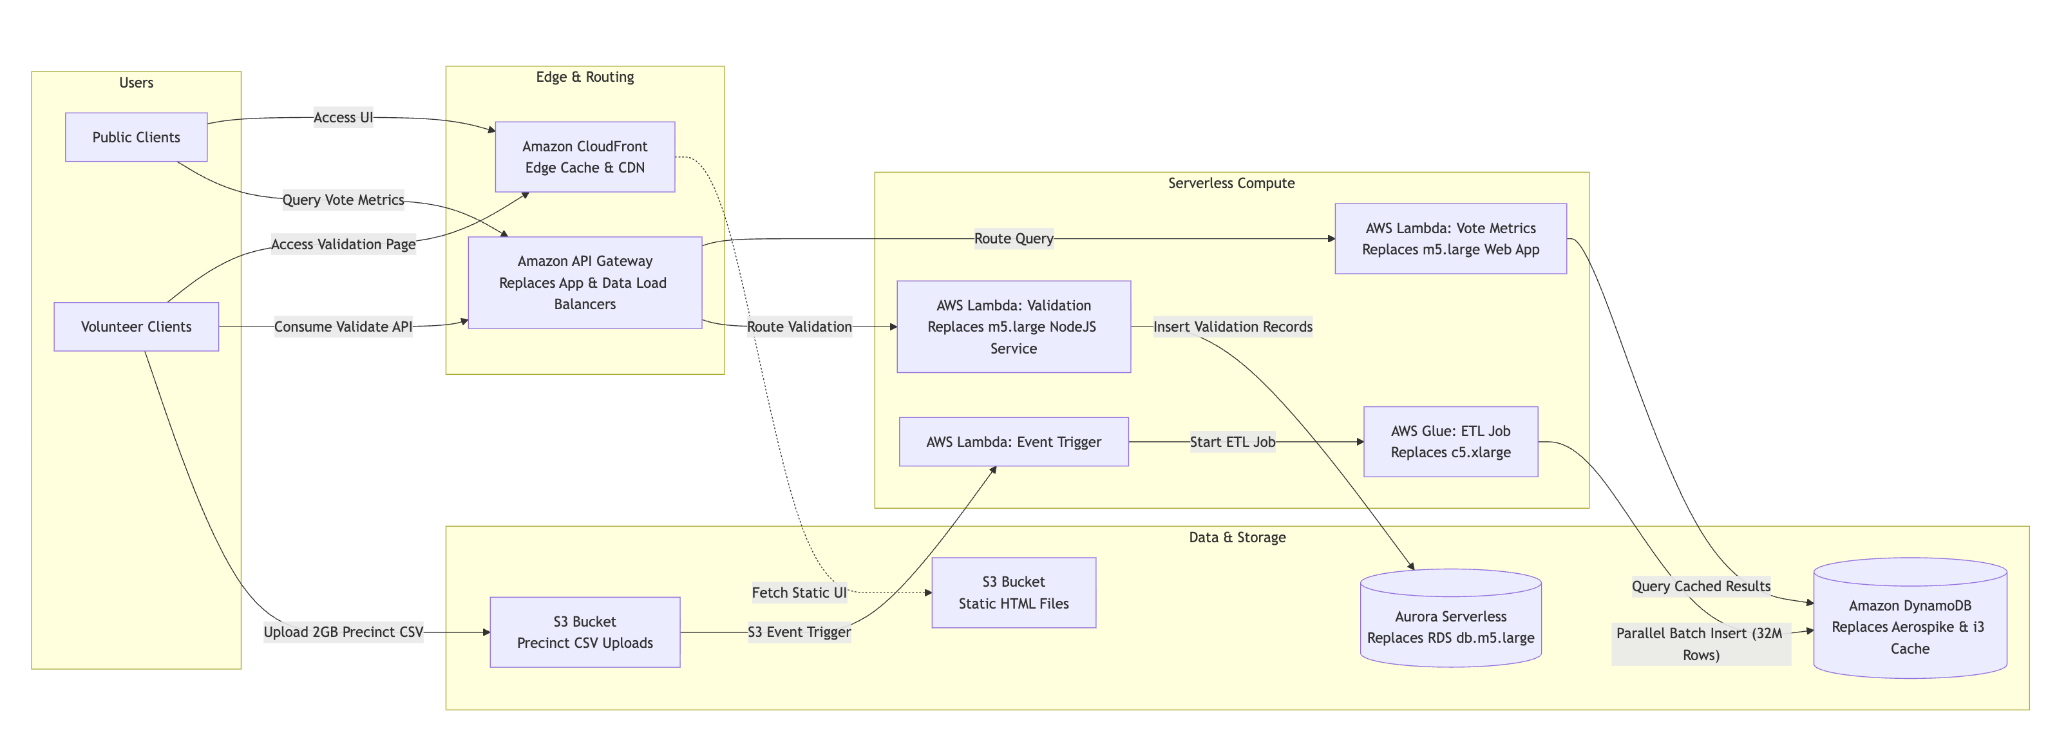 Users
Public Clients
Volunteer Clients
Access UI
Query Vote Metrics
Access Validation Page
Consume Validate API
Upload 2GB Precinct CSV
Edge & Routing
Amazon CloudFront
Edge Cache & CDN
Amazon API Gateway
Replaces App & Data Load
Balancers
Route Query
Route Validation
Fetch Static UI
S3 Event Trigger
Serverless Compute
AWS Lambda: Vote Metrics
Replaces m5.large Web App
AWS Lambda: Validation
Replaces m5.large NodeJS
Service
Insert Validation Records
AWS Lambda: Event Trigger
Start ETL Job
AWS Glue: ETL Job
Replaces c5.xlarge
Data & Storage
S3 Bucket
Precinct CSV Uploads
S3 Bucket
Static HTML Files
Aurora Serverless
Replaces RDS db.m5.large
Query Cached Results
Parallel Batch Insert (32M
Rows)
Amazon DynamoDB
Replaces Aerospike & i3
Cache